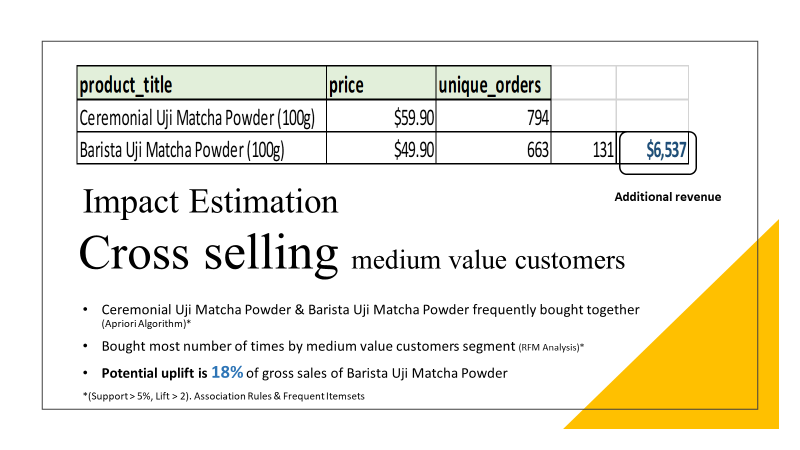 product_title price unique_orders
Ceremonial Uji Matcha Powder (100g) $59.90 794
Barista Uji Matcha Powder (100g) $49.90 663 131 $6,537
Additional revenue
Impact Estimation
Cross selling medium value customers
• Ceremonial Uji Matcha Powder & Barista Uji Matcha Powder frequently bought together
(Apriori Algorithm)*
• Bought most number of times by medium value customers segment (RFM Analysis)*
• Potential uplift is 18% of gross sales of Barista Uji Matcha Powder
*(Support > 5%, Lift > 2). Association Rules & Frequent Itemsets